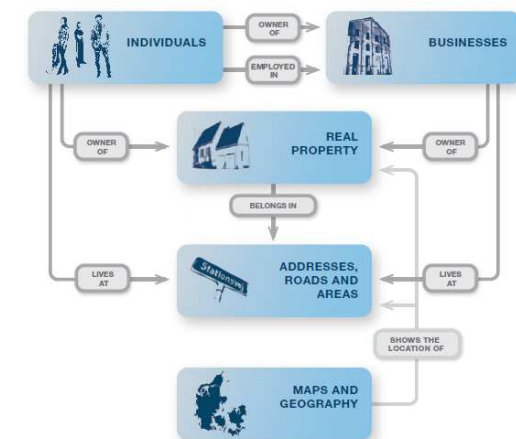 INDIVIDUALS
OWNER
OF
EMPLOYED
IN
BUSINESSES
OWNER
OF
REAL
PROPERTY
OWNER
OF
BELONGS IN
Stationsvej
LIVES
AT
ADDRESSES,
ROADS AND
AREAS
LIVES
AT
SHOWS THE
LOCATION OF
MAPS AND
GEOGRAPHY